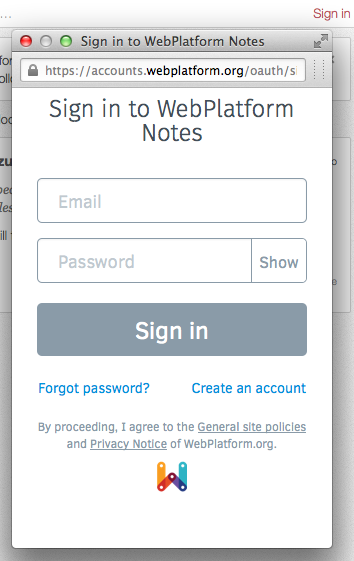 ...
Sign in
Sign in to WebPlatform Notes
https://accounts.webplatform.org/oauth/si
Sign in to WebPlatform
Notes
Email
Password
Show
Sign in
Forgot password?
Create an account
By proceeding, I agree to the General site policies
and Privacy Notice of WebPlatform.org.